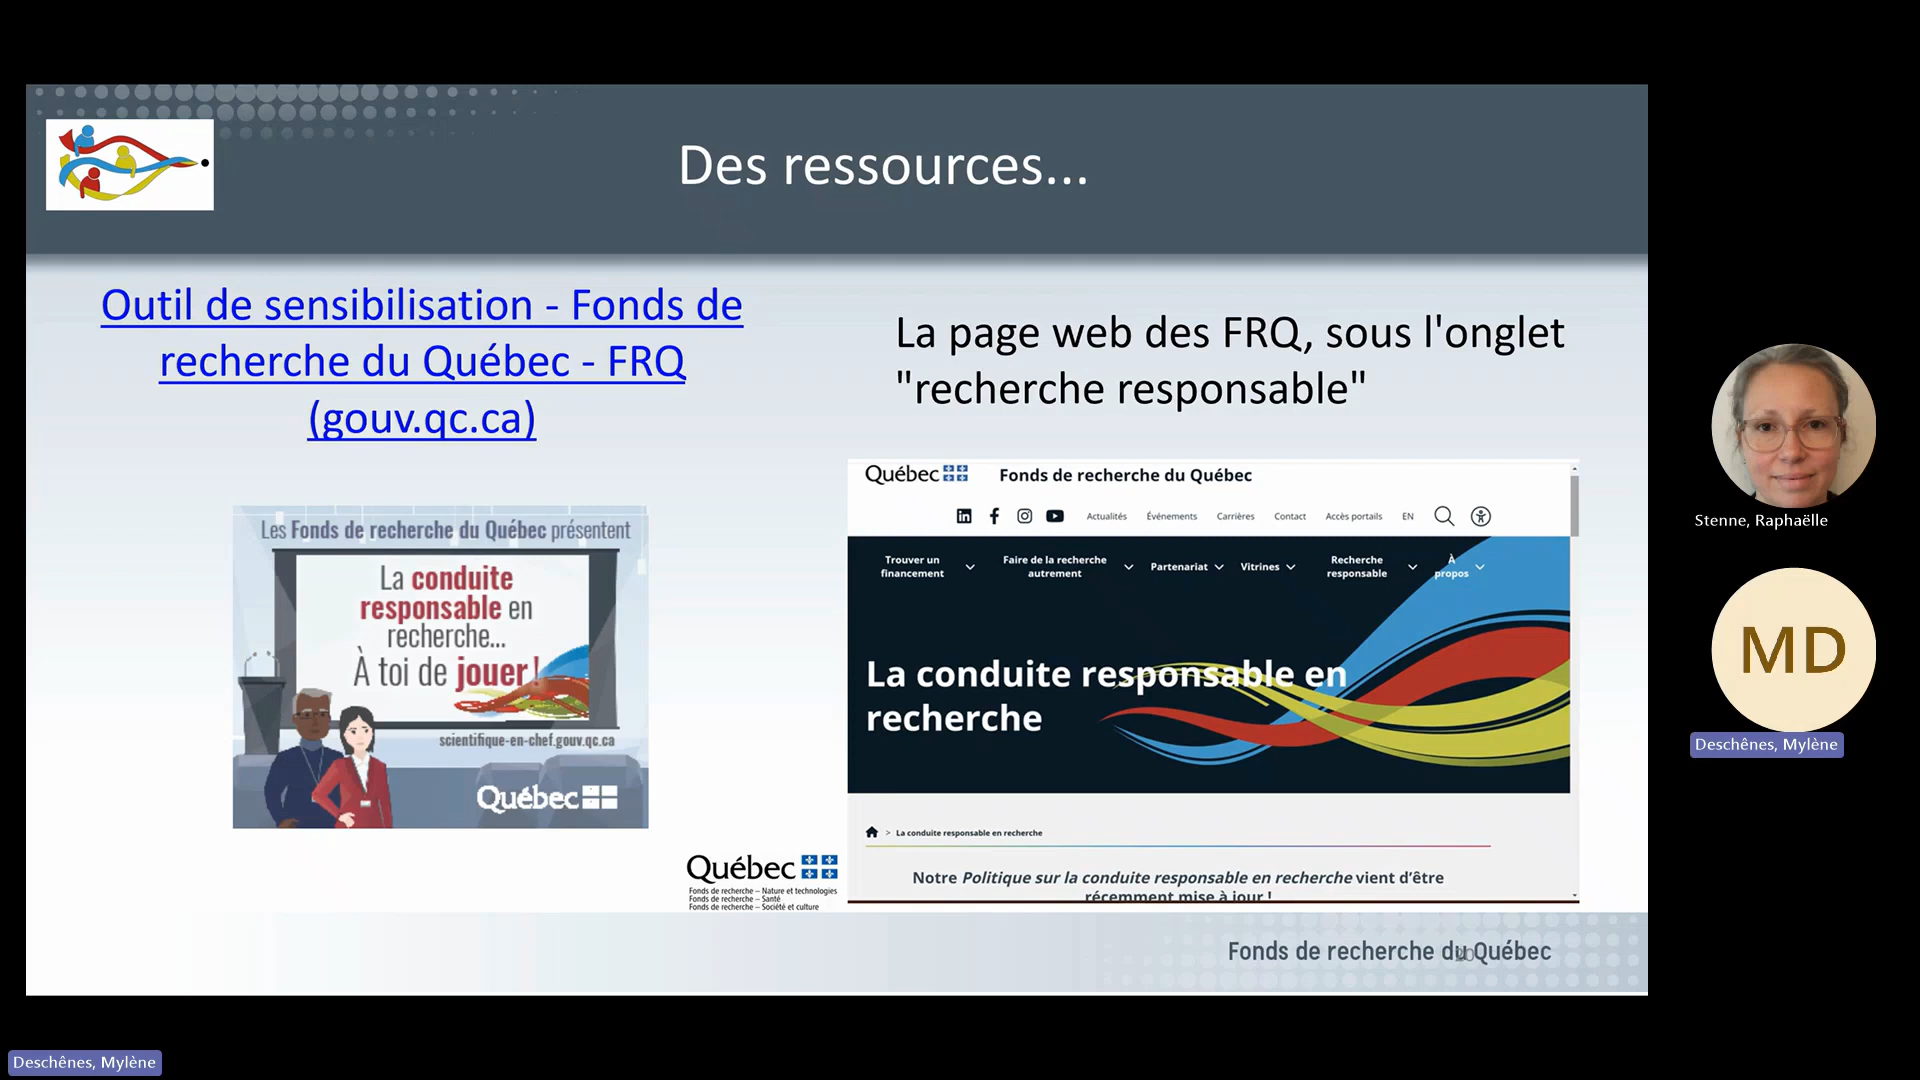 Des ressources...
Outil de sensibilisation - Fonds de
recherche du Québec - FRQ
(gouv.qc.ca)
La page web des FRQ, sous l'onglet
"recherche responsable"
Les Fonds de recherche du Québec présentent
La conduite
responsable en
recherche...
À toi de jouer!
scientifique-en-chef.gouv.qc.ca
Québec
Québec
Fonds de recherche – Nature et technologies
Fonds de recherche – Santé
Fonds de recherche – Société et culture
Québec
Fonds de recherche du Québec
Actualités Événements Carrières Contact Accès portails EN
Trouver un
financement
Faire de la recherche
autrement
Partenariat
Vitrines
Recherche
responsable
À
propos
La conduite responsable en
recherche
> La conduite responsable en recherche
Notre Politique sur la conduite responsable en recherche vient d'être
récemment mise à jour !
Fonds de recherche du Québec
20
Stenne, Raphaëlle
MD
Deschênes, Mylène
Deschênes, Mylène